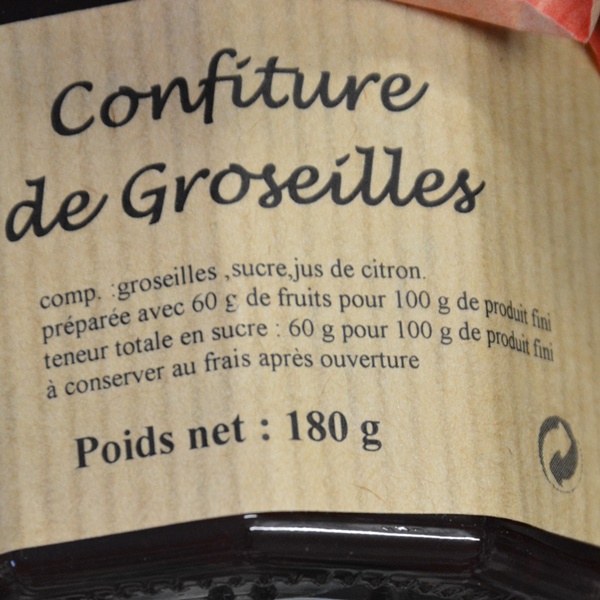 Confiture
de Groseilles
comp. :groseilles ,sucre,jus de citron.
préparée avec 60 g de fruits pour 100 g de produit fini
teneur totale en sucre : 60 g pour 100 g de produit fini
à conserver au frais après ouverture
Poids net : 180 g